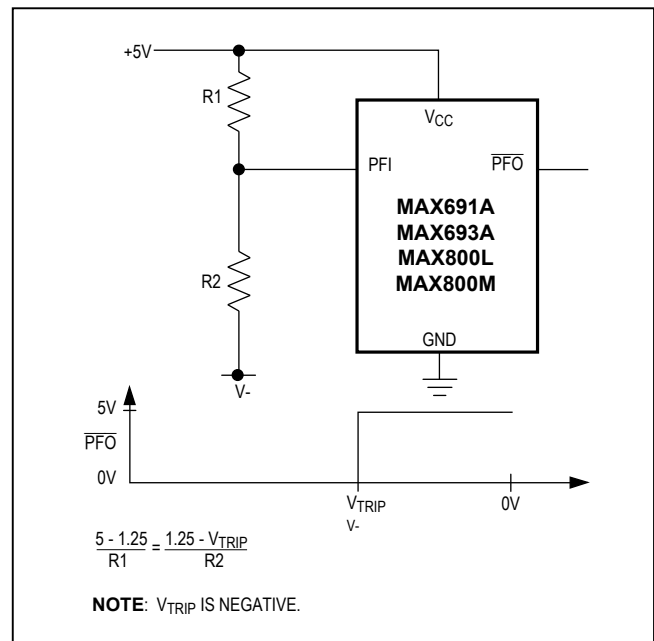 +5V
R1
VCC
PFI
PFO
MAX691A
MAX693A
MAX800L
MAX800M
R2
GND
V-
5V
PFO
0V
VTRIP
V-
0V
5 - 1.25
R1
=
1.25 - VTRIP
R2
NOTE: VTRIP IS NEGATIVE.